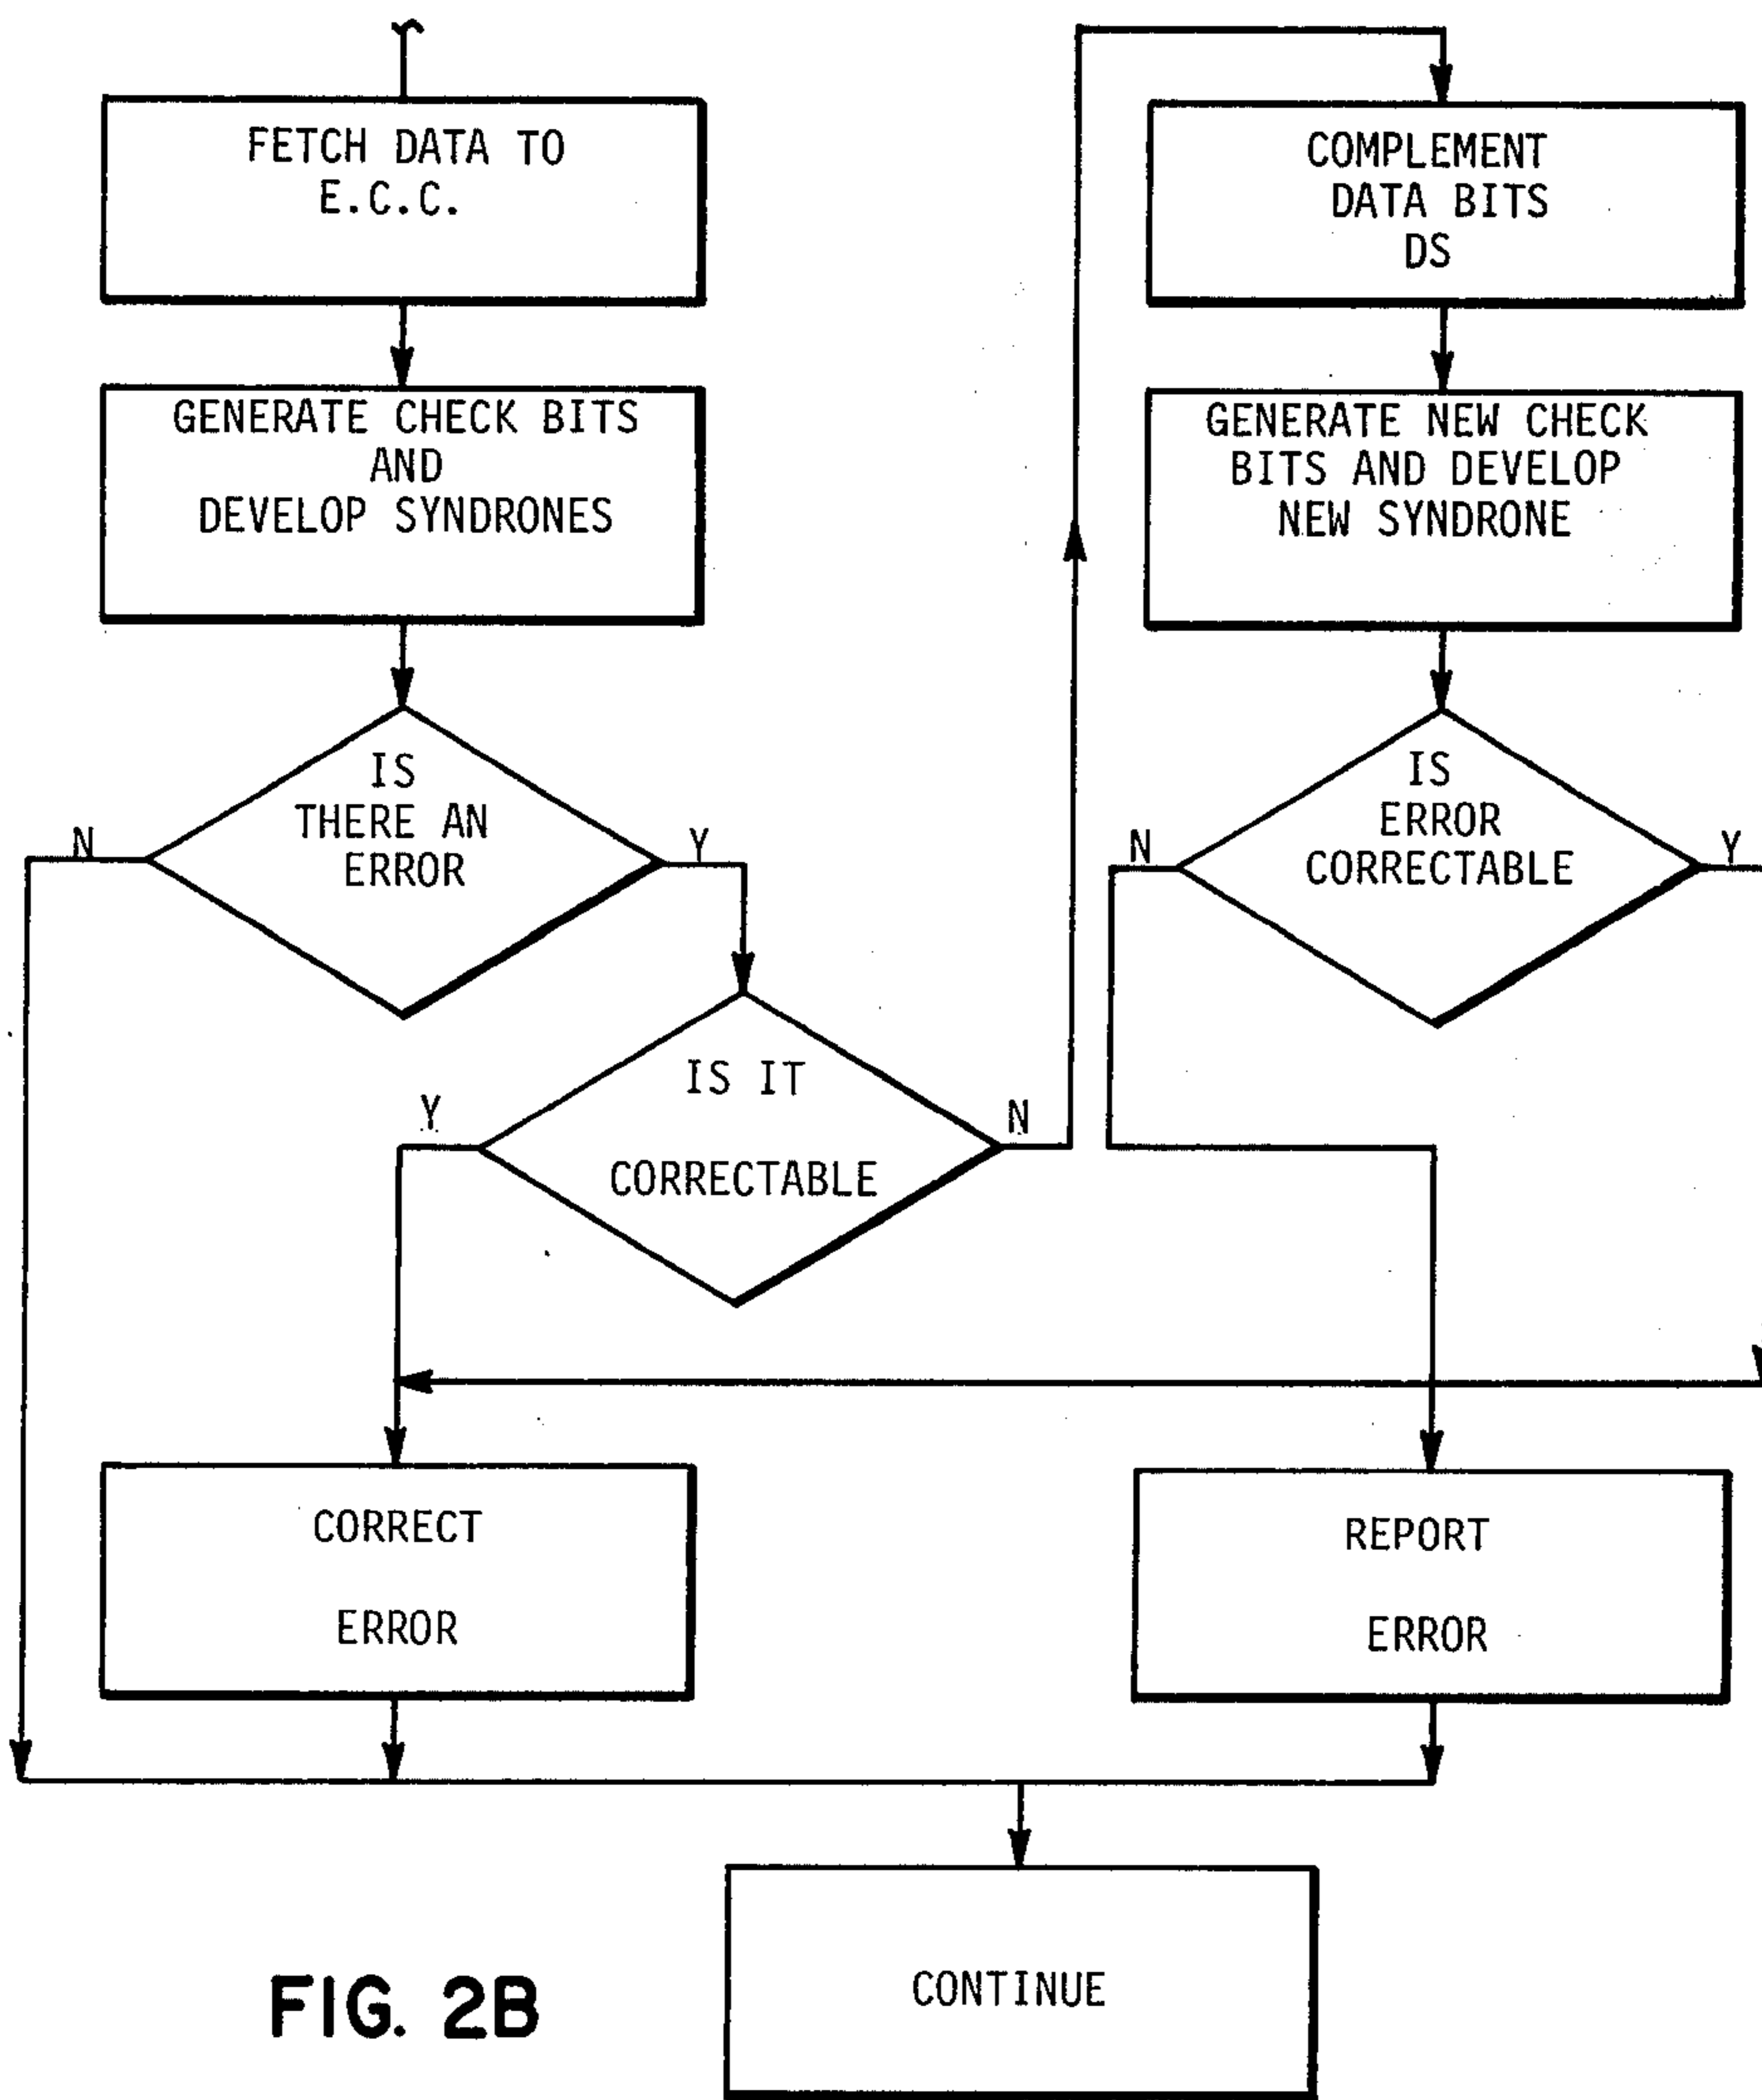 FETCH DATA TO
E.C.C.
GENERATE CHECK BITS
AND
DEVELOP SYNDRONES
IS
THERE AN
ERROR
N
Y
IS IT
CORRECTABLE
Y
N
COMPLEMENT
DATA BITS
DS
GENERATE NEW CHECK
BITS AND DEVELOP
NEW SYNDRONE
IS
ERROR
CORRECTABLE
N
Y
CORRECT
ERROR
REPORT
ERROR
CONTINUE
FIG. 2B